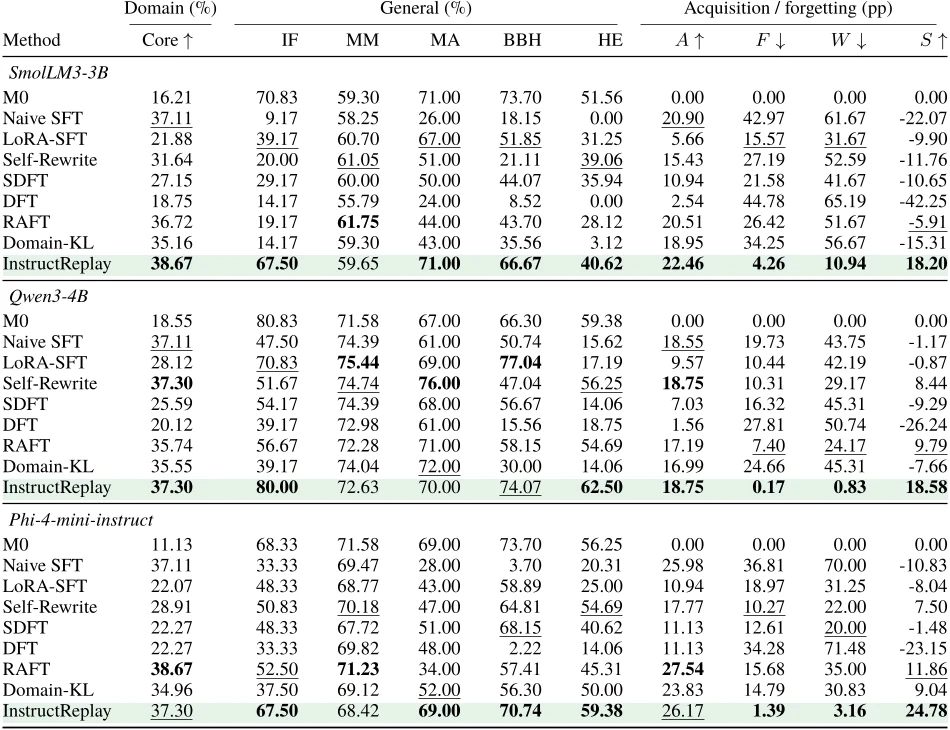 Domain (%) General (%) Acquisition / forgetting (pp)
Method Core ↑ IF MM MA BBH HE A ↑ F ↓ W ↓ S ↑
SmolLM3-3B
M0 16.21 70.83 59.30 71.00 73.70 51.56 0.00 0.00 0.00 0.00
Naive SFT 37.11 9.17 58.25 26.00 18.15 0.00 20.90 42.97 61.67 -22.07
LoRA-SFT 21.88 39.17 60.70 67.00 51.85 31.25 5.66 15.57 31.67 -9.90
Self-Rewrite 31.64 20.00 61.05 51.00 21.11 39.06 15.43 27.19 52.59 -11.76
SDFT 27.15 29.17 60.00 50.00 44.07 35.94 10.94 21.58 41.67 -10.65
DFT 18.75 14.17 55.79 24.00 8.52 0.00 2.54 44.78 65.19 -42.25
RAFT 36.72 19.17 61.75 44.00 43.70 28.12 20.51 26.42 51.67 -5.91
Domain-KL 35.16 14.17 59.30 43.00 35.56 3.12 18.95 34.25 56.67 -15.31
InstructReplay 38.67 67.50 59.65 71.00 66.67 40.62 22.46 4.26 10.94 18.20
Qwen3-4B
M0 18.55 80.83 71.58 67.00 66.30 59.38 0.00 0.00 0.00 0.00
Naive SFT 37.11 47.50 74.39 61.00 50.74 15.62 18.55 19.73 43.75 -1.17
LoRA-SFT 28.12 70.83 75.44 69.00 77.04 17.19 9.57 10.44 42.19 -0.87
Self-Rewrite 37.30 51.67 74.74 76.00 47.04 56.25 18.75 10.31 29.17 8.44
SDFT 25.59 54.17 74.39 68.00 56.67 14.06 7.03 16.32 45.31 -9.29
DFT 20.12 39.17 72.98 61.00 15.56 18.75 1.56 27.81 50.74 -26.24
RAFT 35.74 56.67 72.28 71.00 58.15 54.69 17.19 7.40 24.17 9.79
Domain-KL 35.55 39.17 74.04 72.00 30.00 14.06 16.99 24.66 45.31 -7.66
InstructReplay 37.30 80.00 72.63 70.00 74.07 62.50 18.75 0.17 0.83 18.58
Phi-4-mini-instruct
M0 11.13 68.33 71.58 69.00 73.70 56.25 0.00 0.00 0.00 0.00
Naive SFT 37.11 33.33 69.47 28.00 3.70 20.31 25.98 36.81 70.00 -10.83
LoRA-SFT 22.07 48.33 68.77 43.00 58.89 25.00 10.94 18.97 31.25 -8.04
Self-Rewrite 28.91 50.83 70.18 47.00 64.81 54.69 17.77 10.27 22.00 7.50
SDFT 22.27 48.33 67.72 51.00 68.15 40.62 11.13 12.61 20.00 -1.48
DFT 22.27 33.33 69.82 48.00 2.22 14.06 11.13 34.28 71.48 -23.15
RAFT 38.67 52.50 71.23 34.00 57.41 45.31 27.54 15.68 35.00 11.86
Domain-KL 34.96 37.50 69.12 52.00 56.30 50.00 23.83 14.79 30.83 9.04
InstructReplay 37.30 67.50 68.42 69.00 70.74 59.38 26.17 1.39 3.16 24.78